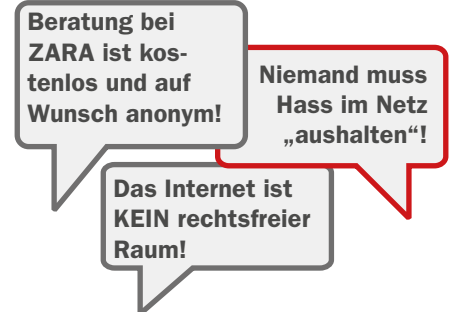 Beratung bei
ZARA ist kos-
tenlos und auf
Wunsch anonym!
Niemand muss
Hass im Netz
„aushalten“!
Das Internet ist
KEIN rechtsfreier
Raum!